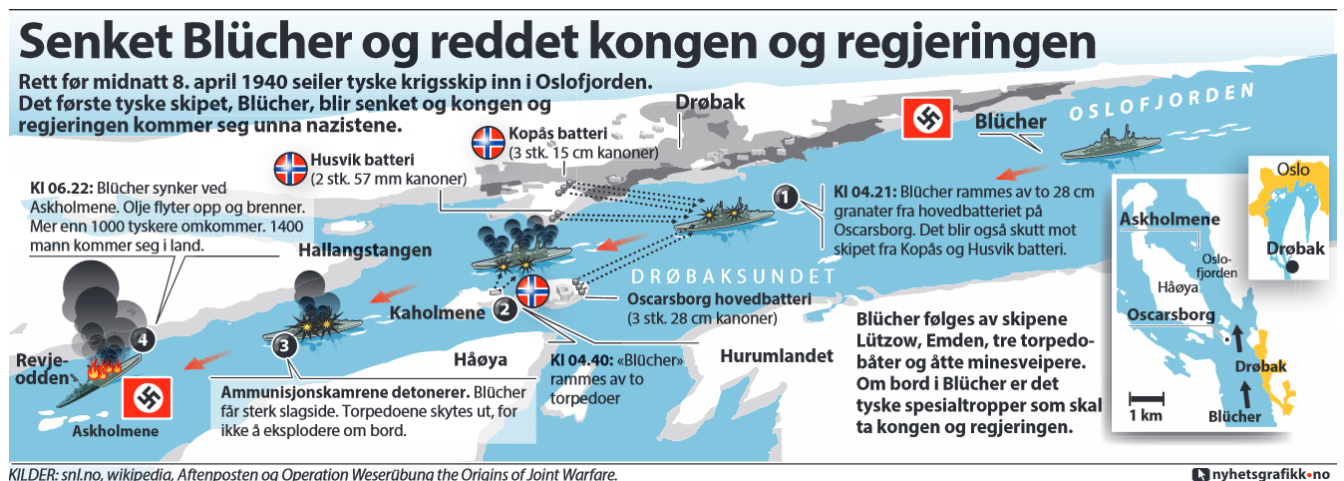 Senket Blücher og reddet kongen og regjeringen
Rett før midnatt 8. april 1940 seiler tyske krigsskip inn i Oslofjorden.
Det første tyske skipet, Blücher, blir senket og kongen og
regjeringen kommer seg unna nazistene.
Drøbak
Blücher
OSLOFJORDEN
Kopås batteri
(3 stk. 15 cm kanoner)
Husvik batteri
(2 stk. 57 mm kanoner)
Kl 06.22: Blücher synker ved
Askholmene. Olje flyter opp og brenner.
Mer enn 1000 tyskere omkommer. 1400
mann kommer seg i land.
Hallangstangen
1
Kl 04.21: Blücher rammes av to 28 cm
granater fra hovedbatteriet på
Oscarsborg. Det blir også skutt mot
skipet fra Kopås og Husvik batteri.
DRØBAKSUNDET
Oscarsborg hovedbatteri
(3 stk. 28 cm kanoner)
Kaholmene
2
Kl 04.40: «Blücher»
rammes av to
torpedoer
Håøya
Hurumlandet
3
Ammunisjonskamrene detonerer. Blücher
får sterk slagside. Torpedoene skytes ut, for
ikke å eksplodere om bord.
4
Revje-
odden
Askholmene
Blücher følges av skipene
Lützow, Emden, tre torpedo-
båter og åtte minesveipere.
Om bord i Blücher er det
tyske spesialtropper som skal
ta kongen og regjeringen.
Oslo
Drøbak
Askholmene
Oslo-
fjorden
Håøya
Oscarsborg
Drøbak
Blücher
1 km
KILDER: snl.no, wikipedia, Aftenposten og Operation Weserübung the Origins of Joint Warfare.
nyhetsgrafikk•no